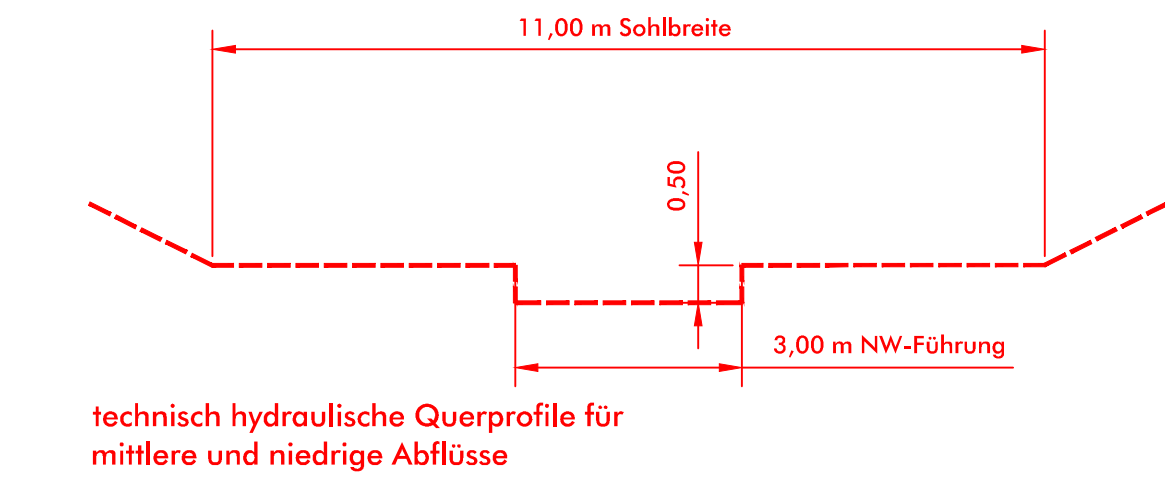 11,00 m Sohlbreite
0,50
3,00 m NW-Führung
technisch hydraulische Querprofile für
mittlere und niedrige Abflüsse